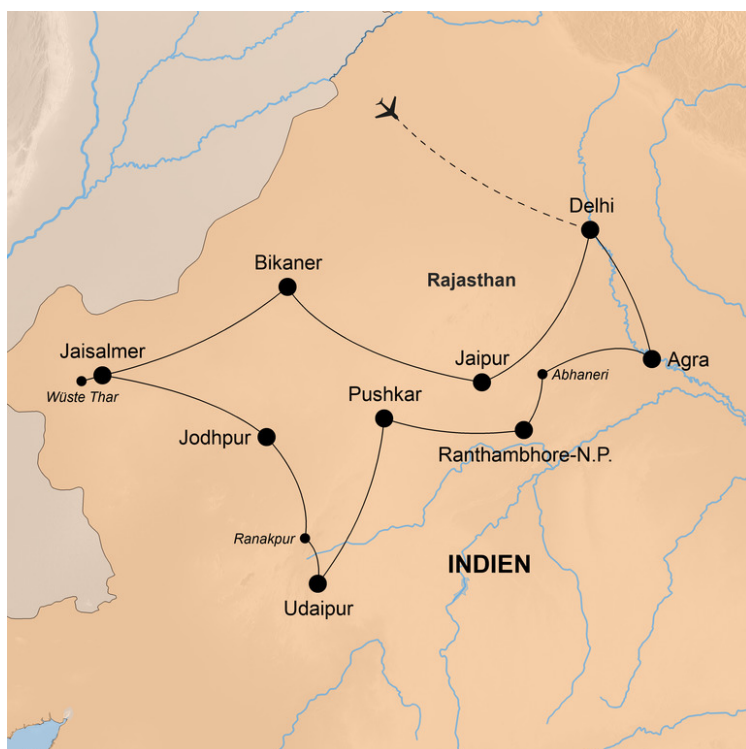 Delhi
Bikaner
Rajasthan
Jaisalmer
Jaipur
Abhaneri
Agra
Wüste Thar
Pushkar
Jodhpur
Ranthambhore-N.P.
Ranakpur
INDIEN
Udaipur